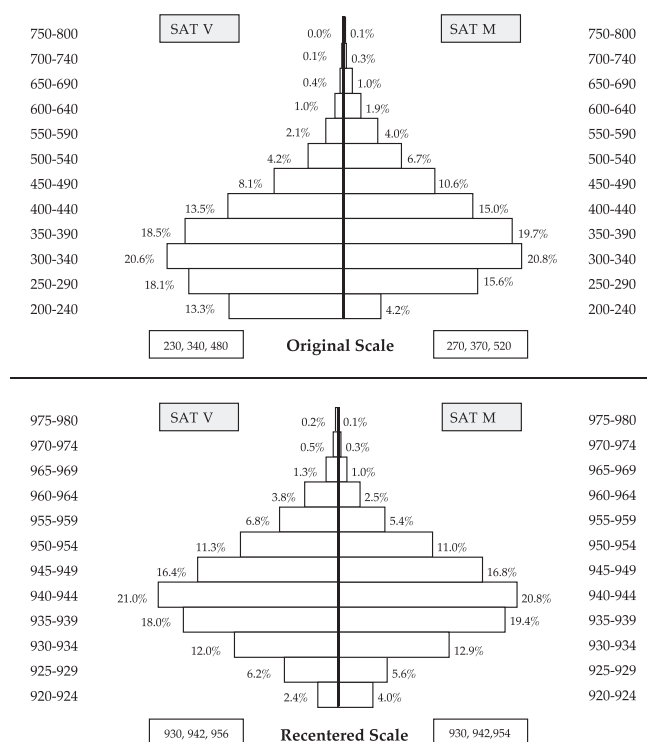 SAT V SAT M
750-800 0.0% 0.1% 750-800
700-740 0.1% 0.3% 700-740
650-690 0.4% 1.0% 650-690
600-640 1.0% 1.9% 600-640
550-590 2.1% 4.0% 550-590
500-540 4.2% 6.7% 500-540
450-490 8.1% 10.6% 450-490
400-440 13.5% 15.0% 400-440
350-390 18.5% 19.7% 350-390
300-340 20.6% 20.8% 300-340
250-290 18.1% 15.6% 250-290
200-240 13.3% 4.2% 200-240
230, 340, 480 Original Scale 270, 370, 520
SAT V SAT M
975-980 0.2% 0.1% 975-980
970-974 0.5% 0.3% 970-974
965-969 1.3% 1.0% 965-969
960-964 3.8% 2.5% 960-964
955-959 6.8% 5.4% 955-959
950-954 11.3% 11.0% 950-954
945-949 16.4% 16.8% 945-949
940-944 21.0% 20.8% 940-944
935-939 18.0% 19.4% 935-939
930-934 12.0% 12.9% 930-934
925-929 6.2% 5.6% 925-929
920-924 2.4% 4.0% 920-924
930, 942, 956 Recentered Scale 930, 942,954